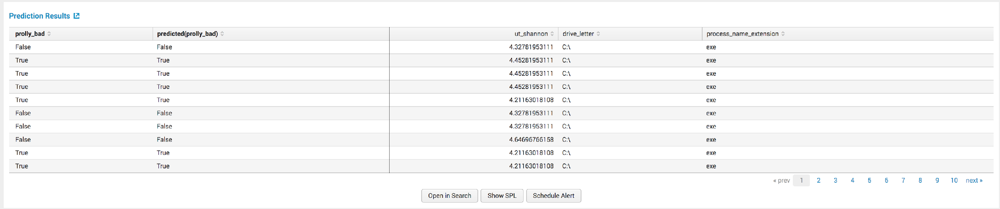 Prediction Results
prolly_bad predicted(prolly_bad) ut_shannon drive_letter process_name_extension
False False 4.32781953111 C:\ exe
True True 4.45281953111 C:\ exe
True True 4.45281953111 C:\ exe
True True 4.45281953111 C:\ exe
True True 4.21163018108 C:\ exe
False False 4.32781953111 C:\ exe
False False 4.32781953111 C:\ exe
False False 4.64696766158 C:\ exe
True True 4.21163018108 C:\ exe
True True 4.21163018108 C:\ exe
« prev 1 2 3 4 5 6 7 8 9 10 next »
Open in Search Show SPL Schedule Alert